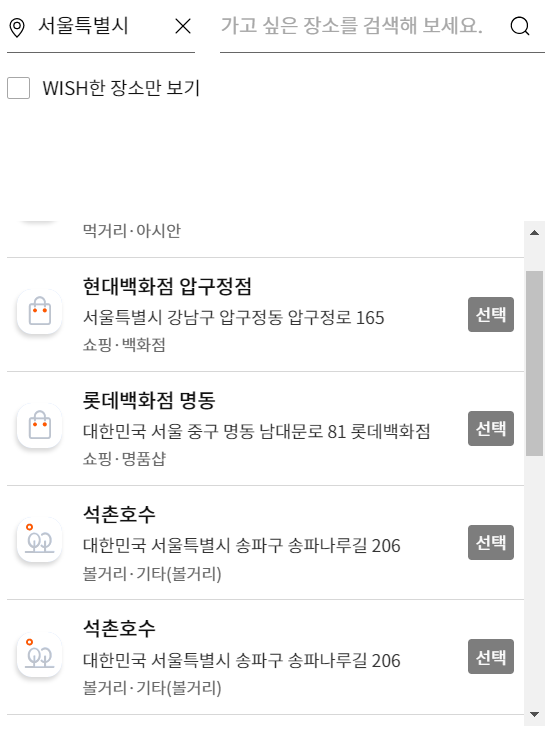 서울특별시
가고 싶은 장소를 검색해 보세요.
WISH한 장소만 보기
먹거리·아시안
현대백화점 압구정점
서울특별시 강남구 압구정동 압구정로 165
쇼핑·백화점
선택
롯데백화점 명동
대한민국 서울 중구 명동 남대문로 81 롯데백화점
쇼핑·명품샵
선택
석촌호수
대한민국 서울특별시 송파구 송파나루길 206
볼거리·기타(볼거리)
선택
석촌호수
대한민국 서울특별시 송파구 송파나루길 206
볼거리·기타(볼거리)
선택